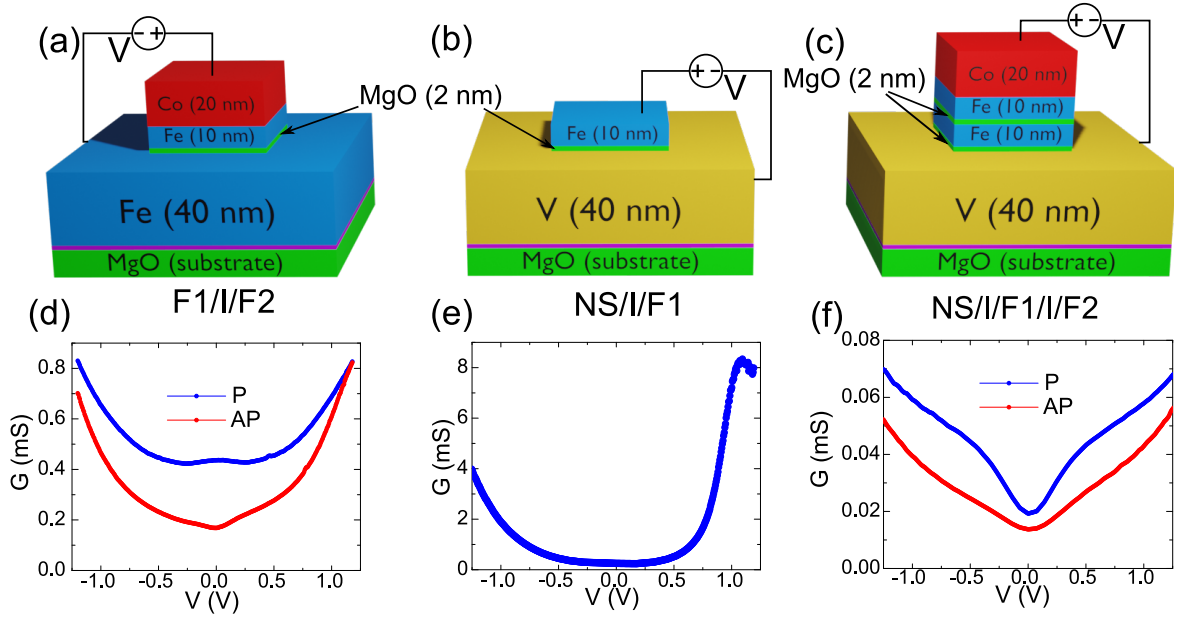 (a)
- +
V
Co (20 nm)
Fe (10 nm)
Fe (40 nm)
MgO (substrate)
MgO (2 nm)
(b)
+ -
V
Fe (10 nm)
V (40 nm)
MgO (substrate)
(c)
+ -
V
MgO (2 nm)
Co (20 nm)
Fe (10 nm)
Fe (10 nm)
V (40 nm)
MgO (substrate)
(d)
F1/I/F2
G (mS)
0.8
0.6
0.4
0.2
0.0
P
AP
-1.0 -0.5 0.0 0.5 1.0
V (V)
(e)
NS/I/F1
G (mS)
8
6
4
2
0
-1.0 -0.5 0.0 0.5 1.0
V (V)
(f)
NS/I/F1/I/F2
G (mS)
0.08
0.06
0.04
0.02
0.00
P
AP
-1.0 -0.5 0.0 0.5 1.0
V (V)